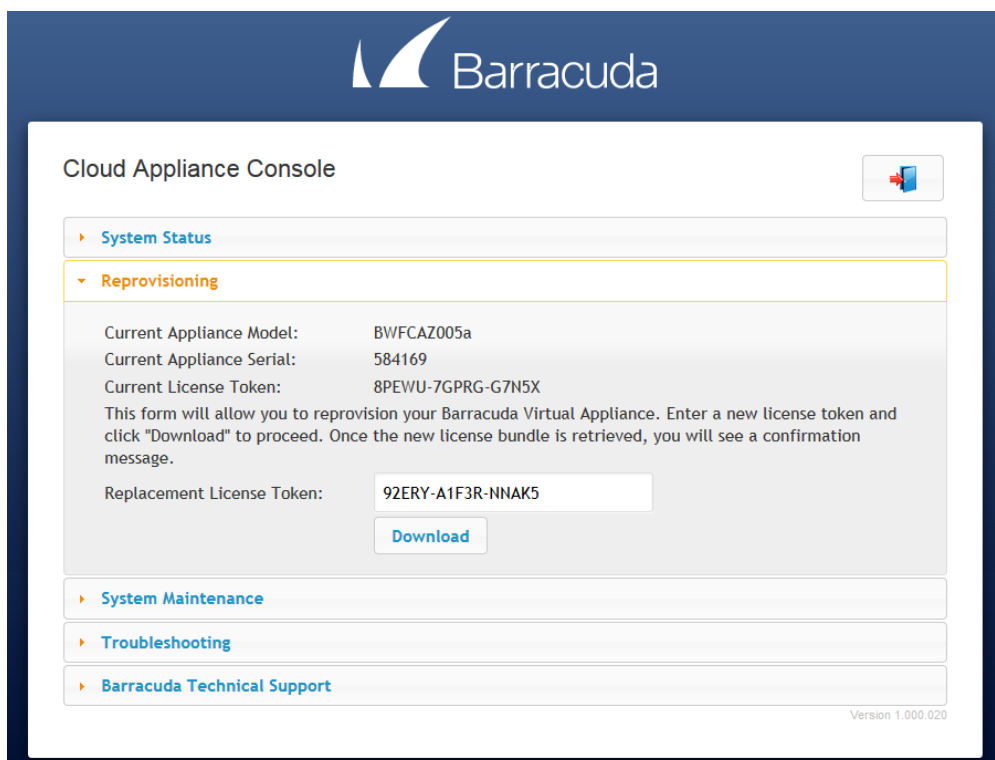 Barracuda
Cloud Appliance Console
System Status
Reprovisioning
Current Appliance Model: BWFCAZ005a
Current Appliance Serial: 584169
Current License Token: 8PEWU-7GPRG-G7N5X
This form will allow you to reprovision your Barracuda Virtual Appliance. Enter a new license token and
click "Download" to proceed. Once the new license bundle is retrieved, you will see a confirmation
message.
Replacement License Token: 92ERY-A1F3R-NNAK5
Download
System Maintenance
Troubleshooting
Barracuda Technical Support
Version 1.000.020